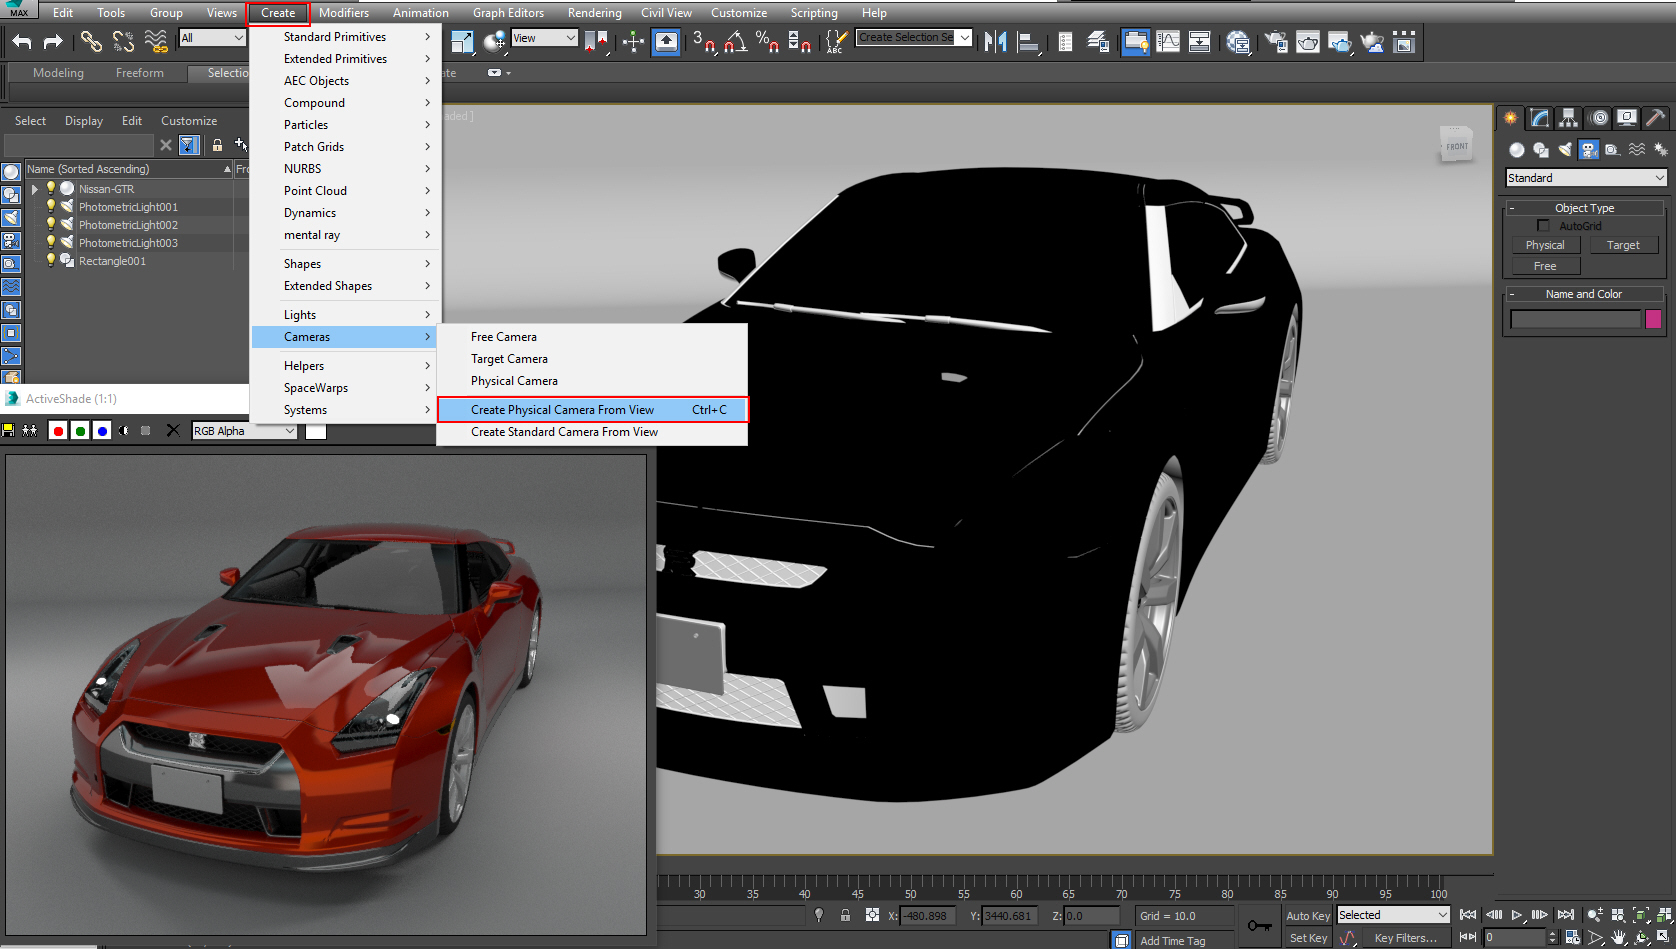 MAX Edit Tools Group Views Create Modifiers Animation Graph Editors Rendering Civil View Customize Scripting Help
All View Create Selection Se
3 % ABC
Modeling Freeform Selectio ate
Select Display Edit Customize
Name (Sorted Ascending) Fro
Nissan-GTR
PhotometricLight001
PhotometricLight002
PhotometricLight003
Rectangle001
Standard Primitives
Extended Primitives
AEC Objects
Compound
Particles
Patch Grids
NURBS
Point Cloud
Dynamics
mental ray
Shapes
Extended Shapes
Lights
Cameras
Helpers
SpaceWarps
Systems
Free Camera
Target Camera
Physical Camera
Create Physical Camera From View Ctrl+C
Create Standard Camera From View
aded ]
FRONT
Standard
- Object Type
AutoGrid
Physical Target
Free
- Name and Color
ActiveShade (1:1)
RGB Alpha
30 35 40 45 50 55 60 65 70 75 80 85 90 95 100
X: -480.898 Y: 3440.681 Z: 0.0 Grid = 10.0 Auto Key Selected
Add Time Tag Set Key Key Filters... 0